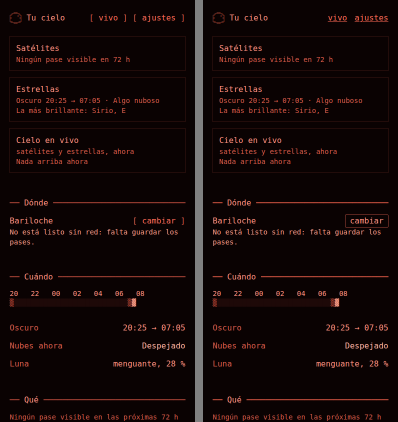 Tu cielo [ vivo ] [ ajustes ]
Satélites
Ningún pase visible en 72 h
Estrellas
Oscuro 20:25 → 07:05 · Algo nuboso
La más brillante: Sirio, E
Cielo en vivo
satélites y estrellas, ahora
Nada arriba ahora
Dónde
Bariloche [ cambiar ]
No está listo sin red: falta guardar los
pases.
Cuándo
20 22 00 02 04 06 08
Oscuro 20:25 → 07:05
Nubes ahora Despejado
Luna menguante, 28 %
Qué
Ningún pase visible en las próximas 72 h
Tu cielo vivo ajustes
Satélites
Ningún pase visible en 72 h
Estrellas
Oscuro 20:25 → 07:05 · Algo nuboso
La más brillante: Sirio, E
Cielo en vivo
satélites y estrellas, ahora
Nada arriba ahora
Dónde
Bariloche cambiar
No está listo sin red: falta guardar los
pases.
Cuándo
20 22 00 02 04 06 08
Oscuro 20:25 → 07:05
Nubes ahora Despejado
Luna menguante, 28 %
Qué
Ningún pase visible en las próximas 72 h